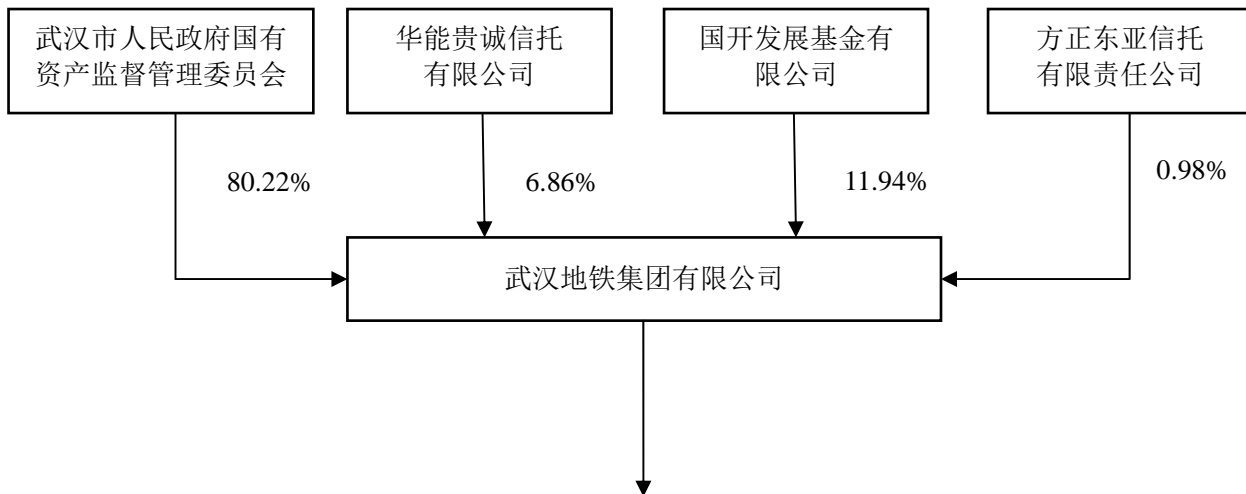 武汉市人民政府国有
资产监督管理委员会
华能贵诚信托
有限公司
国开发展基金有
限公司
方正东亚信托
有限责任公司
80.22%
6.86%
11.94%
0.98%
武汉地铁集团有限公司